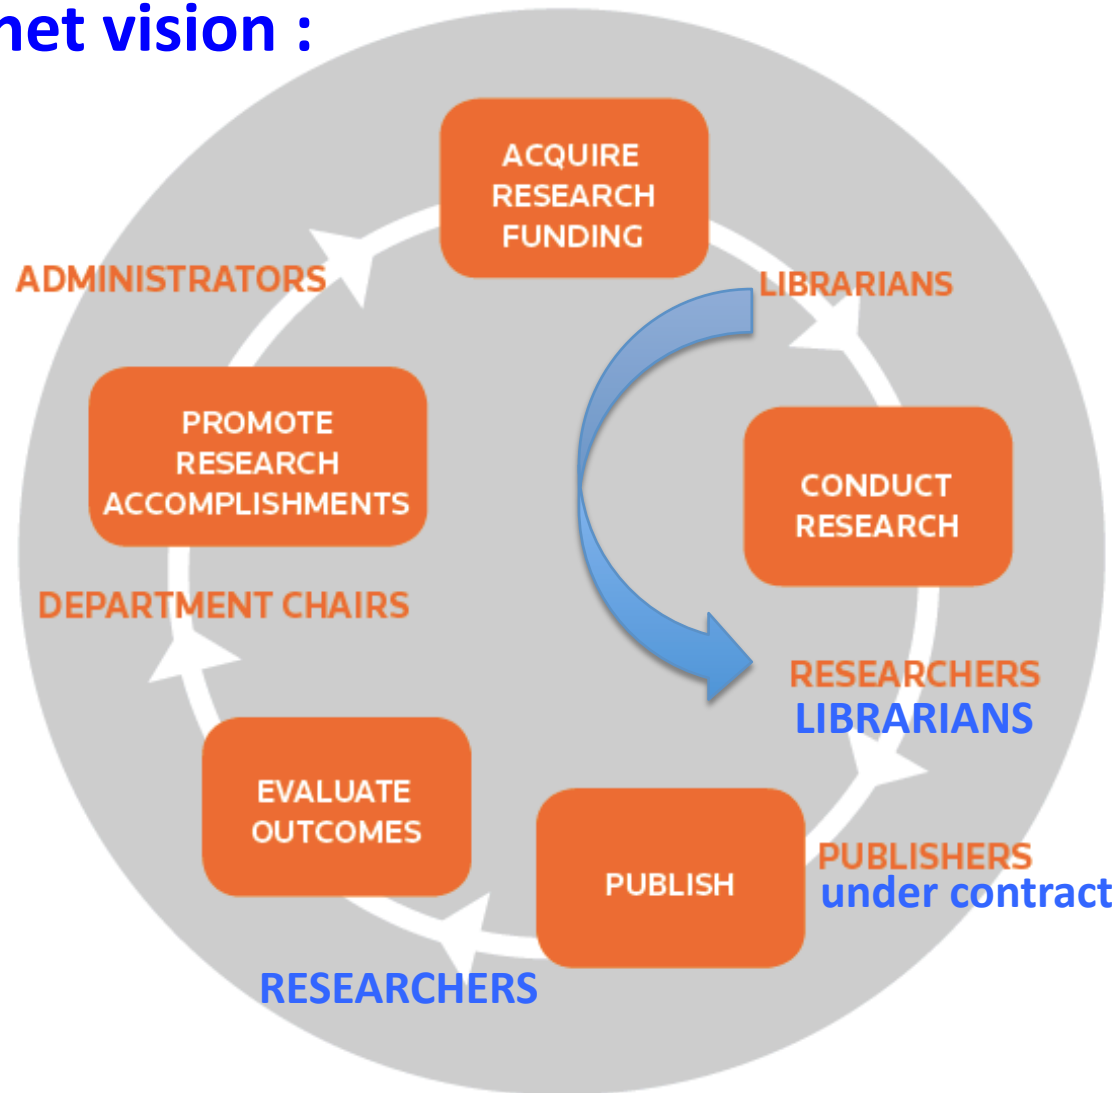 net vision :
ACQUIRE
RESEARCH
FUNDING
ADMINISTRATORS
LIBRARIANS
PROMOTE
RESEARCH
ACCOMPLISHMENTS
CONDUCT
RESEARCH
DEPARTMENT CHAIRS
RESEARCHERS
LIBRARIANS
EVALUATE
OUTCOMES
PUBLISH
PUBLISHERS
under contract
RESEARCHERS